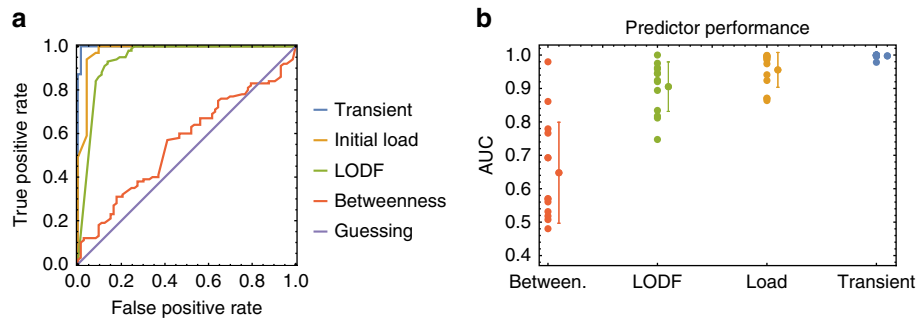 a
True positive rate
1.0
0.8
0.6
0.4
0.2
0.0
0.0 0.2 0.4 0.6 0.8 1.0
False positive rate
Transient
Initial load
LODF
Betweenness
Guessing
b
Predictor performance
AUC
1.0
0.9
0.8
0.7
0.6
0.5
0.4
Between. LODF Load Transient